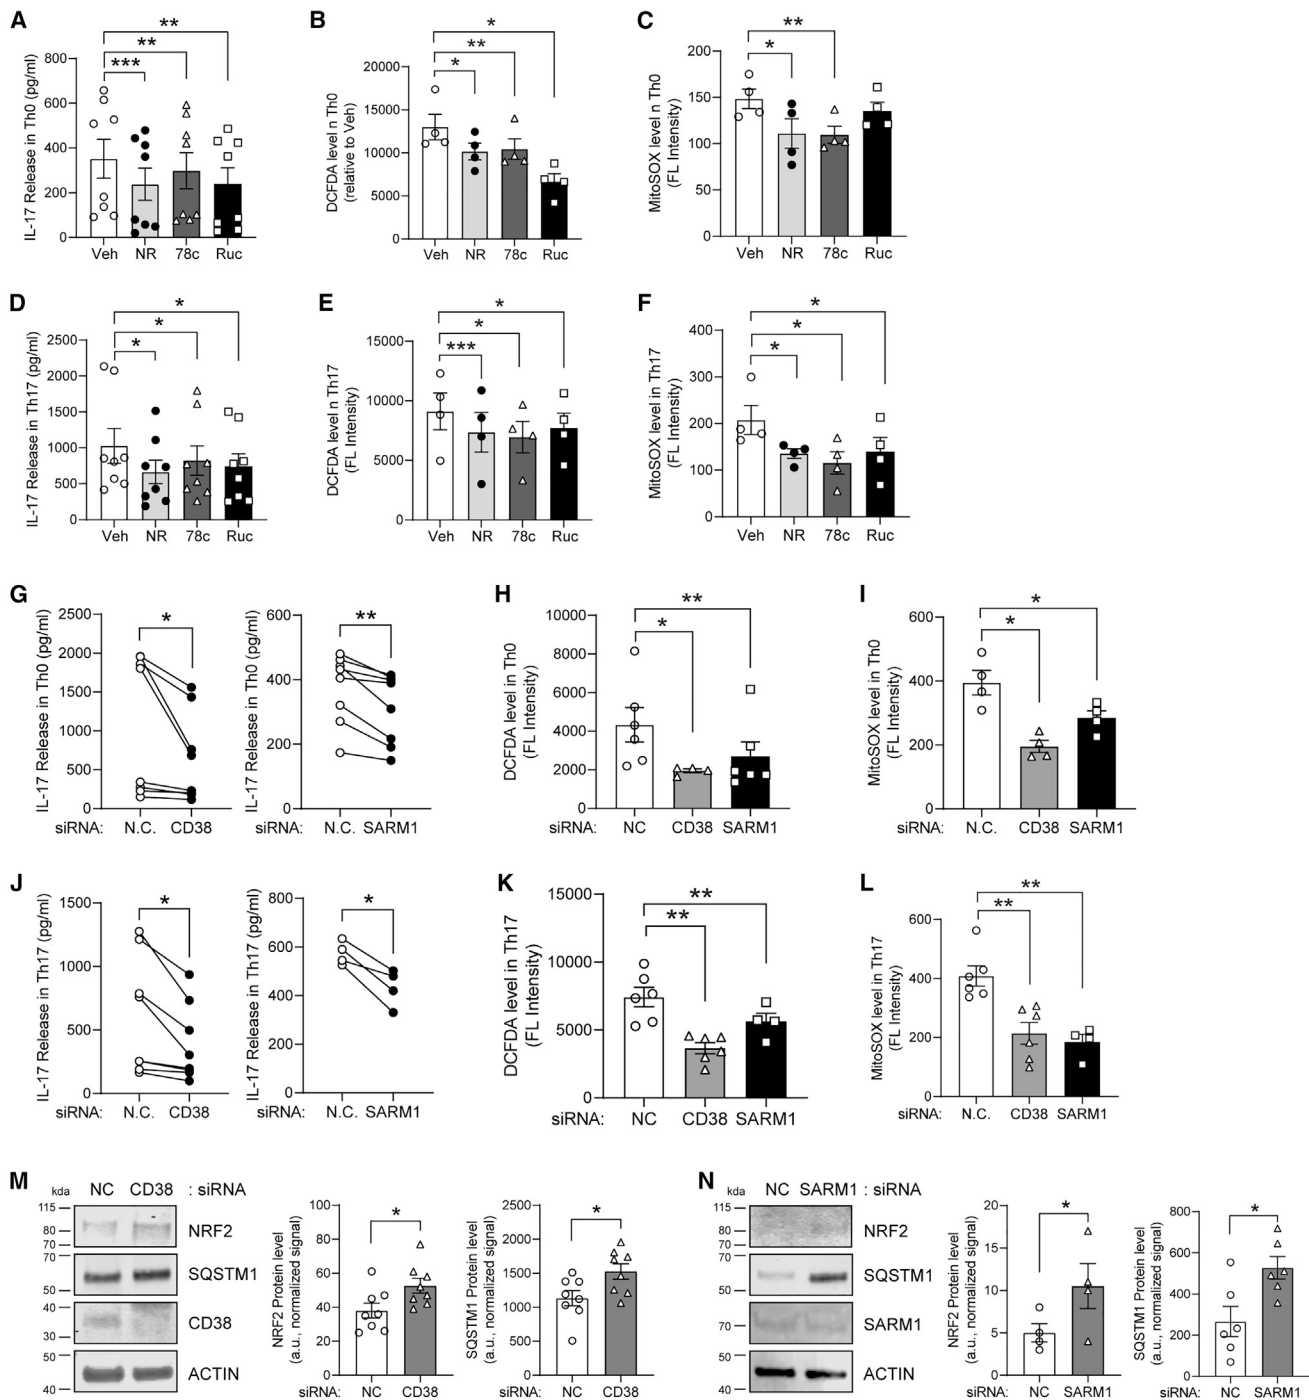 A
IL-17 Release in Th0 (pg/ml)
800
600
400
200
0
***
**
**
Veh NR 78c Ruc
B
DCFDA level n Th0
(relative to Veh)
20000
15000
10000
5000
0
*
**
*
Veh NR 78c Ruc
C
MitoSOX level n Th0
(FL Intensity)
200
150
100
50
0
*
**
Veh NR 78c Ruc
D
IL-17 Release in Th17 (pg/ml)
2500
2000
1500
1000
500
0
*
*
*
Veh NR 78c Ruc
E
DCFDA level n Th17
(FL Intensity)
15000
10000
5000
0
***
*
*
Veh NR 78c Ruc
F
MitoSOX level in Th17
(FL Intensity)
400
300
200
100
0
*
*
*
Veh NR 78c Ruc
G
IL-17 Release in Th0 (pg/ml)
2500
2000
1500
1000
500
0
*
siRNA: N.C. CD38
IL-17 Release in Th0 (pg/ml)
600
400
200
0
**
siRNA: N.C. SARM1
H
DCFDA level in Th0
(FL Intensity)
10000
8000
6000
4000
2000
0
*
**
siRNA: NC CD38 SARM1
I
MitoSOX level in Th0
(FL Intensity)
600
400
200
0
*
*
siRNA: N.C. CD38 SARM1
J
IL-17 Release in Th17 (pg/ml)
1500
1000
500
0
*
siRNA: N.C. CD38
IL-17 Release in Th17 (pg/ml)
800
600
400
200
0
*
siRNA: N.C. SARM1
K
DCFDA level in Th17
(FL Intensity)
15000
10000
5000
0
**
**
siRNA: NC CD38 SARM1
L
MitoSOX level in Th17
(FL Intensity)
600
400
200
0
**
**
siRNA: N.C. CD38 SARM1
M
kda NC CD38 : siRNA
115
80
70
NRF2
70
50
SQSTM1
40
30
CD38
50
40
ACTIN
NRF2 Protein level
(a.u., normalized signal)
100
80
60
40
20
0
*
siRNA: NC CD38
SQSTM1 Protein level
(a.u., normalized signal)
2500
2000
1500
1000
500
0
*
siRNA: NC CD38
N
kda NC SARM1 : siRNA
115
80
70
NRF2
70
50
SQSTM1
70
SARM1
50
40
ACTIN
NRF2 Protein level
(a.u., normalized signal)
20
15
10
5
0
*
siRNA: NC SARM1
SQSTM1 Protein level
(a.u., normalized signal)
800
600
400
200
0
*
siRNA: NC SARM1